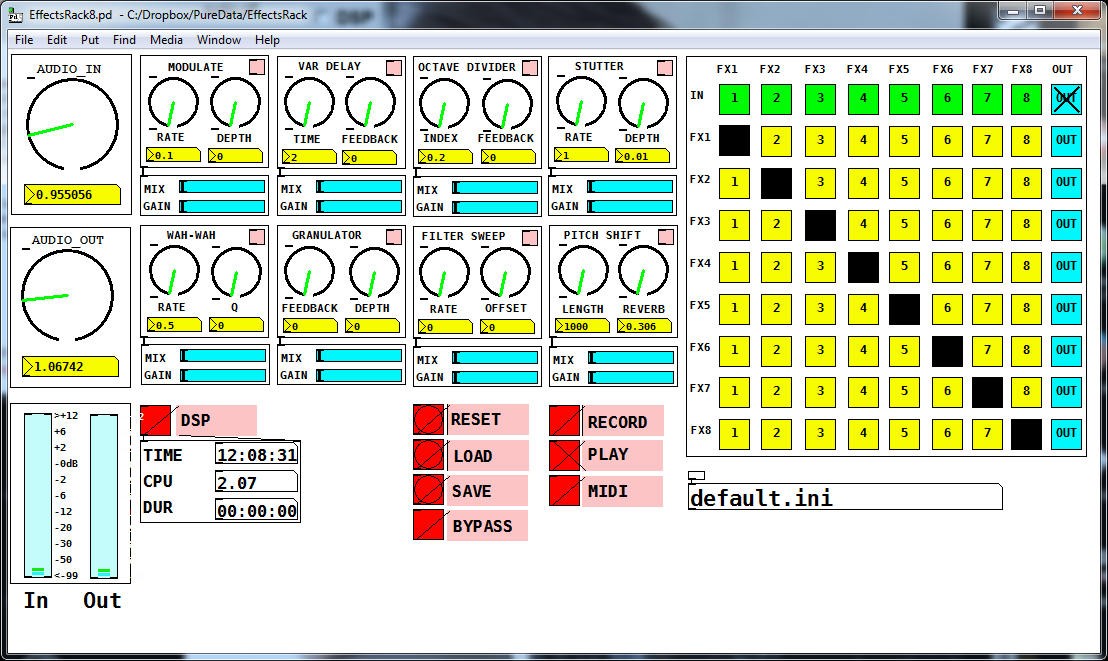 EffectsRack8.pd - C:/Dropbox/PureData/EffectsRack
File Edit Put Find Media Window Help
AUDIO_IN
0.955056
AUDIO_OUT
1.06742
MODULATE
RATE DEPTH
0.1 0
MIX
GAIN
VAR DELAY
TIME FEEDBACK
2 0
MIX
GAIN
OCTAVE DIVIDER
INDEX FEEDBACK
0.2 0
MIX
GAIN
STUTTER
RATE DEPTH
1 0.01
MIX
GAIN
WAH-WAH
RATE Q
0.5 0
MIX
GAIN
GRANULATOR
FEEDBACK DEPTH
0 0
MIX
GAIN
FILTER SWEEP
RATE OFFSET
0 0
MIX
GAIN
PITCH SHIFT
LENGTH REVERB
1000 0.306
MIX
GAIN
FX1 FX2 FX3 FX4 FX5 FX6 FX7 FX8 OUT
IN 1 2 3 4 5 6 7 8 OUT
FX1 2 3 4 5 6 7 8 OUT
FX2 1 3 4 5 6 7 8 OUT
FX3 1 2 4 5 6 7 8 OUT
FX4 1 2 3 5 6 7 8 OUT
FX5 1 2 3 4 6 7 8 OUT
FX6 1 2 3 4 5 7 8 OUT
FX7 1 2 3 4 5 6 8 OUT
FX8 1 2 3 4 5 6 7 OUT
>+12
+6
+2
-0dB
-2
-6
-12
-20
-30
-50
<-99
In Out
DSP
TIME 12:08:31
CPU 2.07
DUR 00:00:00
RESET
LOAD
SAVE
BYPASS
RECORD
PLAY
MIDI
default.ini